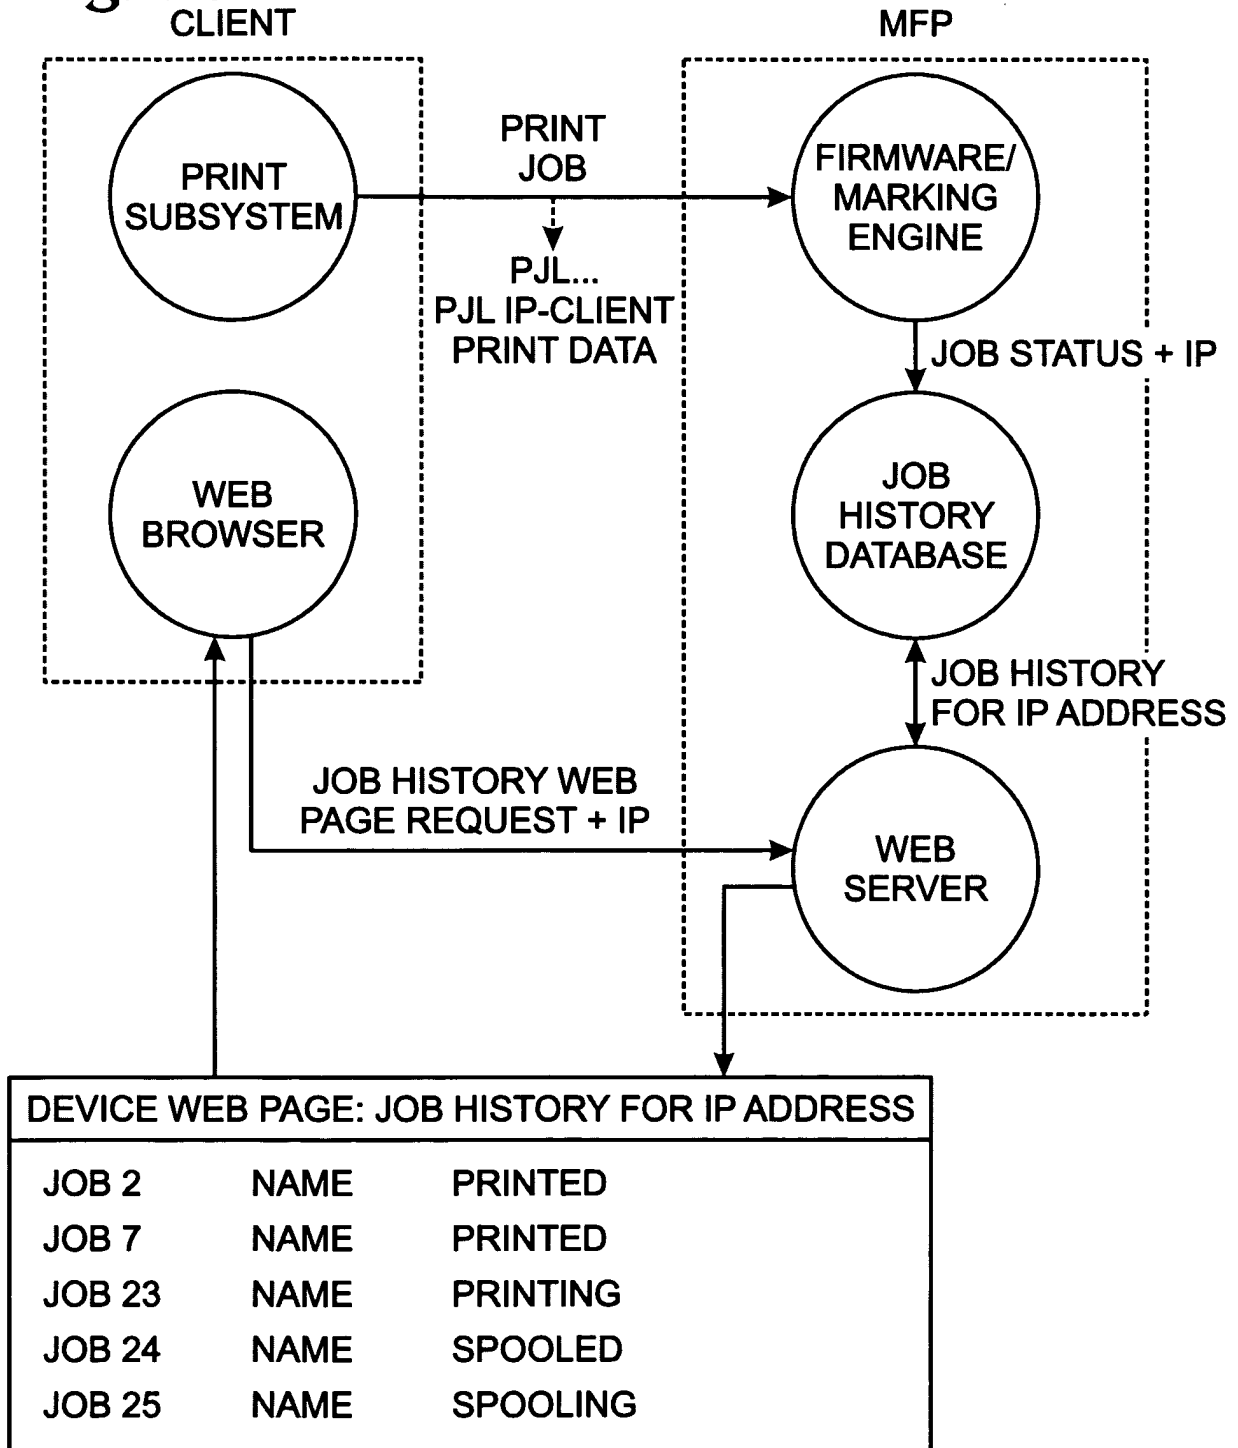 CLIENT
MFP
PRINT
SUBSYSTEM
PRINT
JOB
PJL...
PJL IP-CLIENT
PRINT DATA
FIRMWARE/
MARKING
ENGINE
JOB STATUS + IP
WEB
BROWSER
JOB
HISTORY
DATABASE
JOB HISTORY
FOR IP ADDRESS
JOB HISTORY WEB
PAGE REQUEST + IP
WEB
SERVER
DEVICE WEB PAGE: JOB HISTORY FOR IP ADDRESS
JOB 2 NAME PRINTED
JOB 7 NAME PRINTED
JOB 23 NAME PRINTING
JOB 24 NAME SPOOLED
JOB 25 NAME SPOOLING